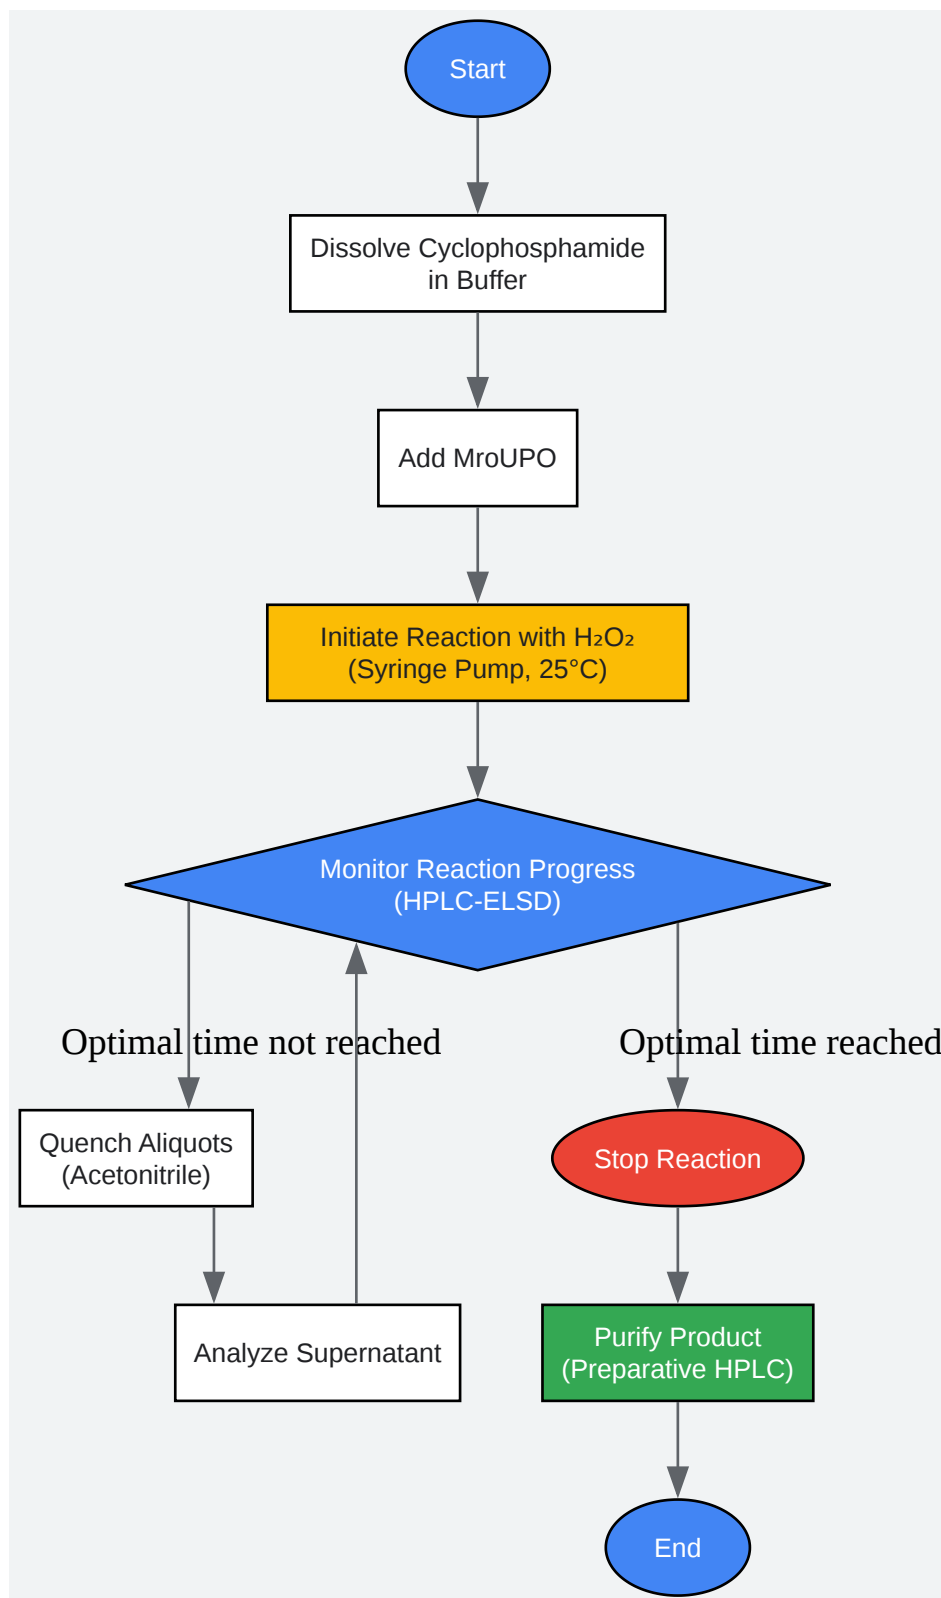 Start
Dissolve Cyclophosphamide
in Buffer
Add MroUPO
Initiate Reaction with H₂O₂
(Syringe Pump, 25°C)
Monitor Reaction Progress
(HPLC-ELSD)
Optimal time not reached
Optimal time reached
Quench Aliquots
(Acetonitrile)
Stop Reaction
Analyze Supernatant
Purify Product
(Preparative HPLC)
End